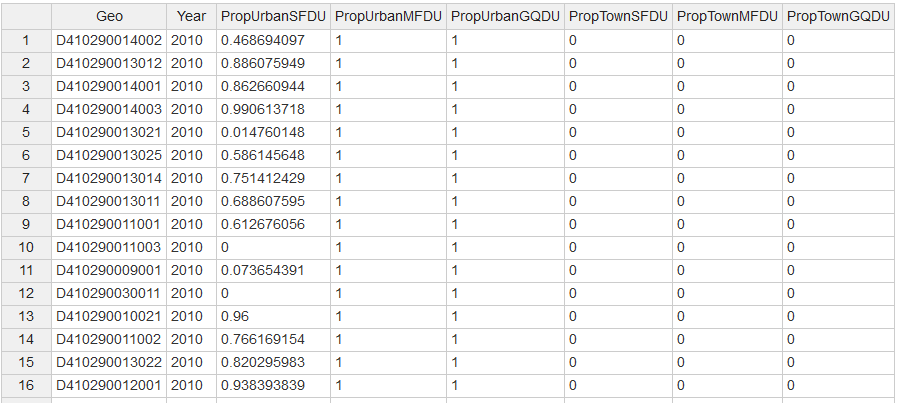 Geo Year PropUrbanSFDU PropUrbanMFDU PropUrbanGQDU PropTownSFDU PropTownMFDU PropTownGQDU
1 D410290014002 2010 0.468694097 1 1 0 0 0
2 D410290013012 2010 0.886075949 1 1 0 0 0
3 D410290014001 2010 0.862660944 1 1 0 0 0
4 D410290014003 2010 0.990613718 1 1 0 0 0
5 D410290013021 2010 0.014760148 1 1 0 0 0
6 D410290013025 2010 0.586145648 1 1 0 0 0
7 D410290013014 2010 0.751412429 1 1 0 0 0
8 D410290013011 2010 0.688607595 1 1 0 0 0
9 D410290011001 2010 0.612676056 1 1 0 0 0
10 D410290011003 2010 0 1 1 0 0 0
11 D410290009001 2010 0.073654391 1 1 0 0 0
12 D410290030011 2010 0 1 1 0 0 0
13 D410290010021 2010 0.96 1 1 0 0 0
14 D410290011002 2010 0.766169154 1 1 0 0 0
15 D410290013022 2010 0.820295983 1 1 0 0 0
16 D410290012001 2010 0.938393839 1 1 0 0 0